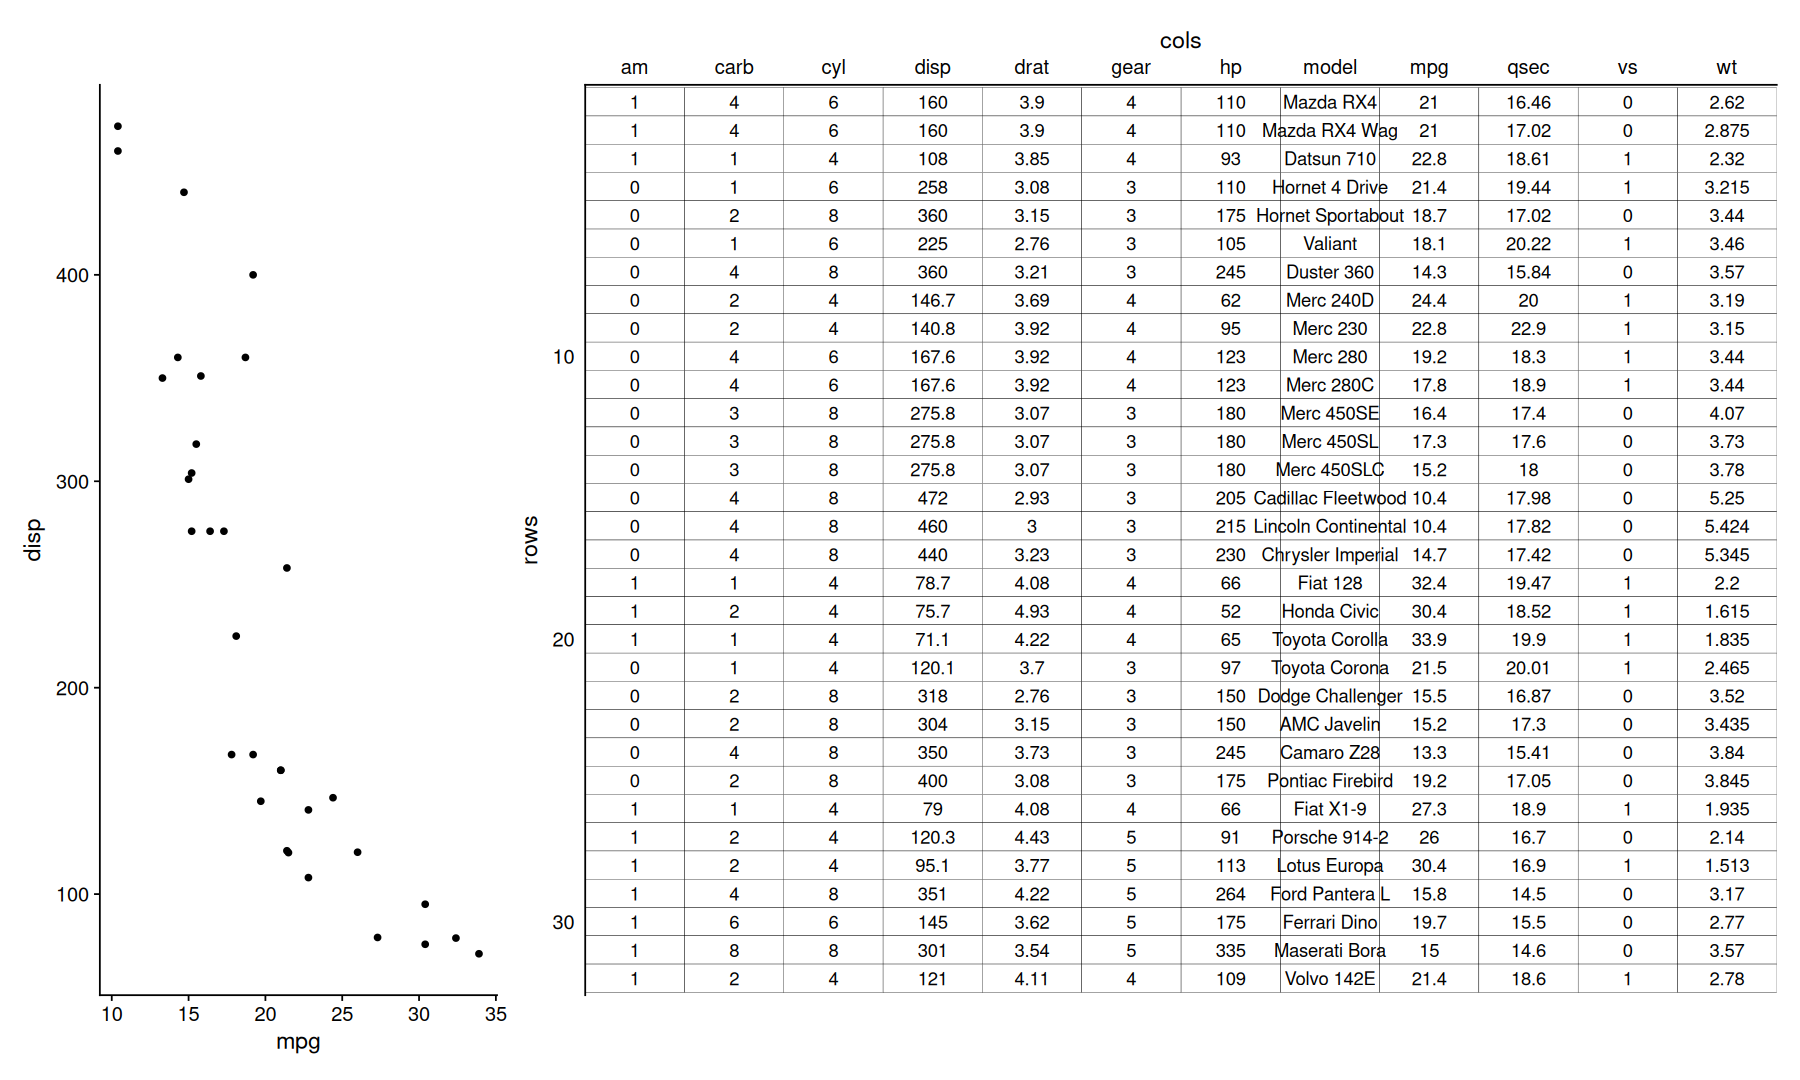 cols
am carb cyl disp drat gear hp model mpg qsec vs wt
1 4 6 160 3.9 4 110 Mazda RX4 21 16.46 0 2.62
1 4 6 160 3.9 4 110 Mazda RX4 Wag 21 17.02 0 2.875
1 1 4 108 3.85 4 93 Datsun 710 22.8 18.61 1 2.32
0 1 6 258 3.08 3 110 Hornet 4 Drive 21.4 19.44 1 3.215
0 2 8 360 3.15 3 175 Hornet Sportabout 18.7 17.02 0 3.44
0 1 6 225 2.76 3 105 Valiant 18.1 20.22 1 3.46
0 4 8 360 3.21 3 245 Duster 360 14.3 15.84 0 3.57
0 2 4 146.7 3.69 4 62 Merc 240D 24.4 20 1 3.19
0 2 4 140.8 3.92 4 95 Merc 230 22.8 22.9 1 3.15
10 0 4 6 167.6 3.92 4 123 Merc 280 19.2 18.3 1 3.44
0 4 6 167.6 3.92 4 123 Merc 280C 17.8 18.9 1 3.44
0 3 8 275.8 3.07 3 180 Merc 450SE 16.4 17.4 0 4.07
0 3 8 275.8 3.07 3 180 Merc 450SL 17.3 17.6 0 3.73
0 3 8 275.8 3.07 3 180 Merc 450SLC 15.2 18 0 3.78
0 4 8 472 2.93 3 205 Cadillac Fleetwood 10.4 17.98 0 5.25
0 4 8 460 3 3 215 Lincoln Continental 10.4 17.82 0 5.424
0 4 8 440 3.23 3 230 Chrysler Imperial 14.7 17.42 0 5.345
1 1 4 78.7 4.08 4 66 Fiat 128 32.4 19.47 1 2.2
1 2 4 75.7 4.93 4 52 Honda Civic 30.4 18.52 1 1.615
20 1 1 4 71.1 4.22 4 65 Toyota Corolla 33.9 19.9 1 1.835
0 1 4 120.1 3.7 3 97 Toyota Corona 21.5 20.01 1 2.465
0 2 8 318 2.76 3 150 Dodge Challenger 15.5 16.87 0 3.52
0 2 8 304 3.15 3 150 AMC Javelin 15.2 17.3 0 3.435
0 4 8 350 3.73 3 245 Camaro Z28 13.3 15.41 0 3.84
0 2 8 400 3.08 3 175 Pontiac Firebird 19.2 17.05 0 3.845
1 1 4 79 4.08 4 66 Fiat X1-9 27.3 18.9 1 1.935
1 2 4 120.3 4.43 5 91 Porsche 914-2 26 16.7 0 2.14
1 2 4 95.1 3.77 5 113 Lotus Europa 30.4 16.9 1 1.513
1 4 8 351 4.22 5 264 Ford Pantera L 15.8 14.5 0 3.17
30 1 6 6 145 3.62 5 175 Ferrari Dino 19.7 15.5 0 2.77
1 8 8 301 3.54 5 335 Maserati Bora 15 14.6 0 3.57
1 2 4 121 4.11 4 109 Volvo 142E 21.4 18.6 1 2.78
rows
disp
400
300
200
100
10 15 20 25 30 35
mpg